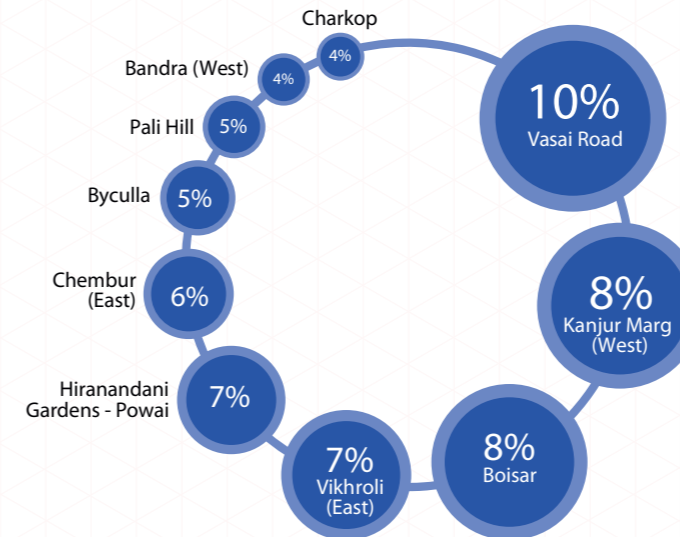 10%
Vasai Road
8%
Kanjur Marg
(West)
8%
Boisar
7%
Vikhroli
(East)
7%
Hiranandani
Gardens - Powai
6%
Chembur
(East)
5%
Byculla
5%
Pali Hill
4%
Bandra (West)
4%
Charkop